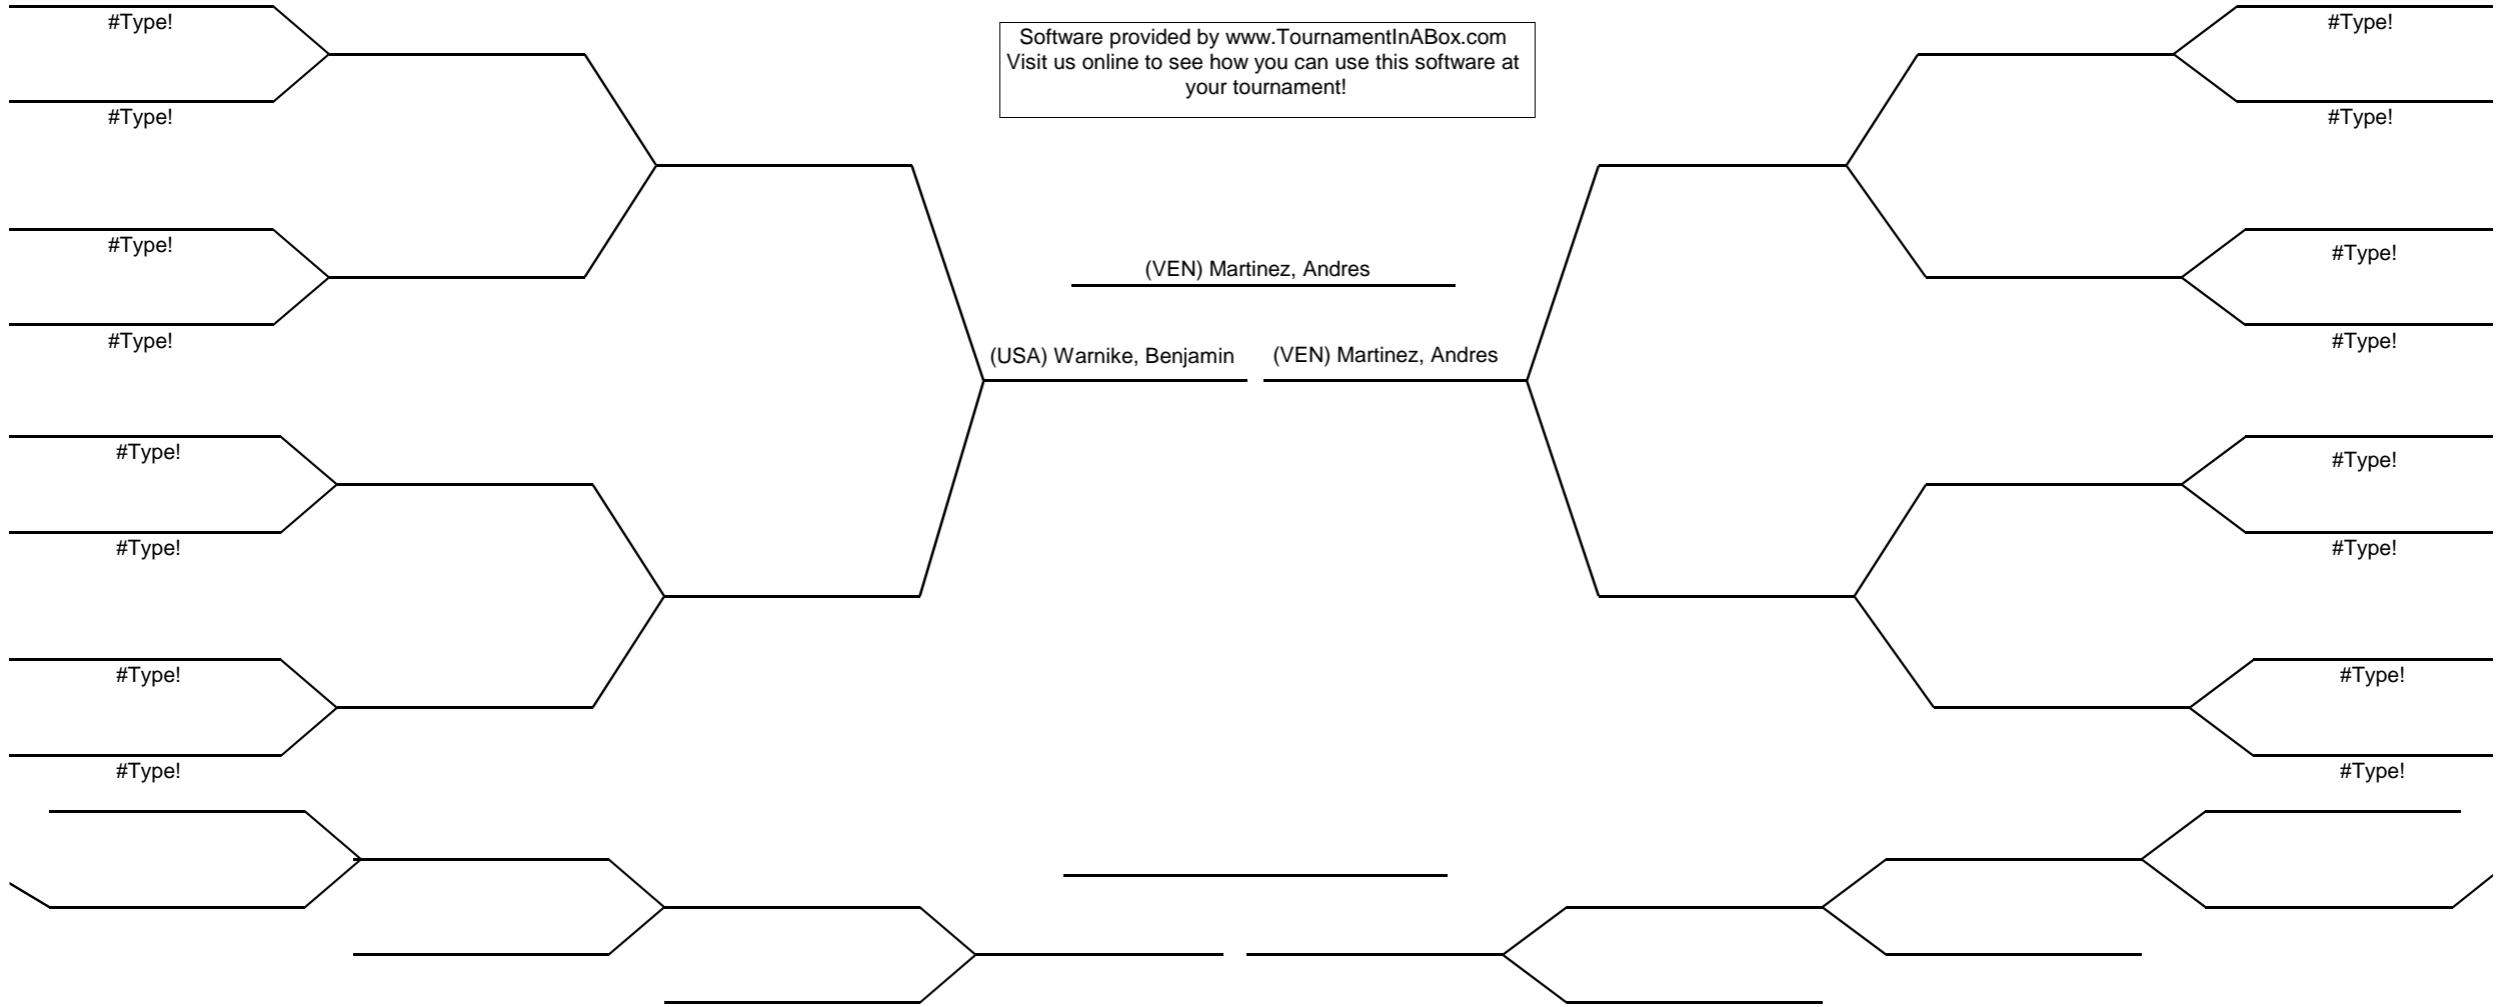 #Type!
#Type!
Software provided by www.TournamentInABox.com
Visit us online to see how you can use this software at
your tournament!
#Type!
#Type!
#Type!
#Type!
(VEN) Martinez, Andres
#Type!
#Type!
(USA) Warnike, Benjamin
(VEN) Martinez, Andres
#Type!
#Type!
#Type!
#Type!
#Type!
#Type!
#Type!
#Type!